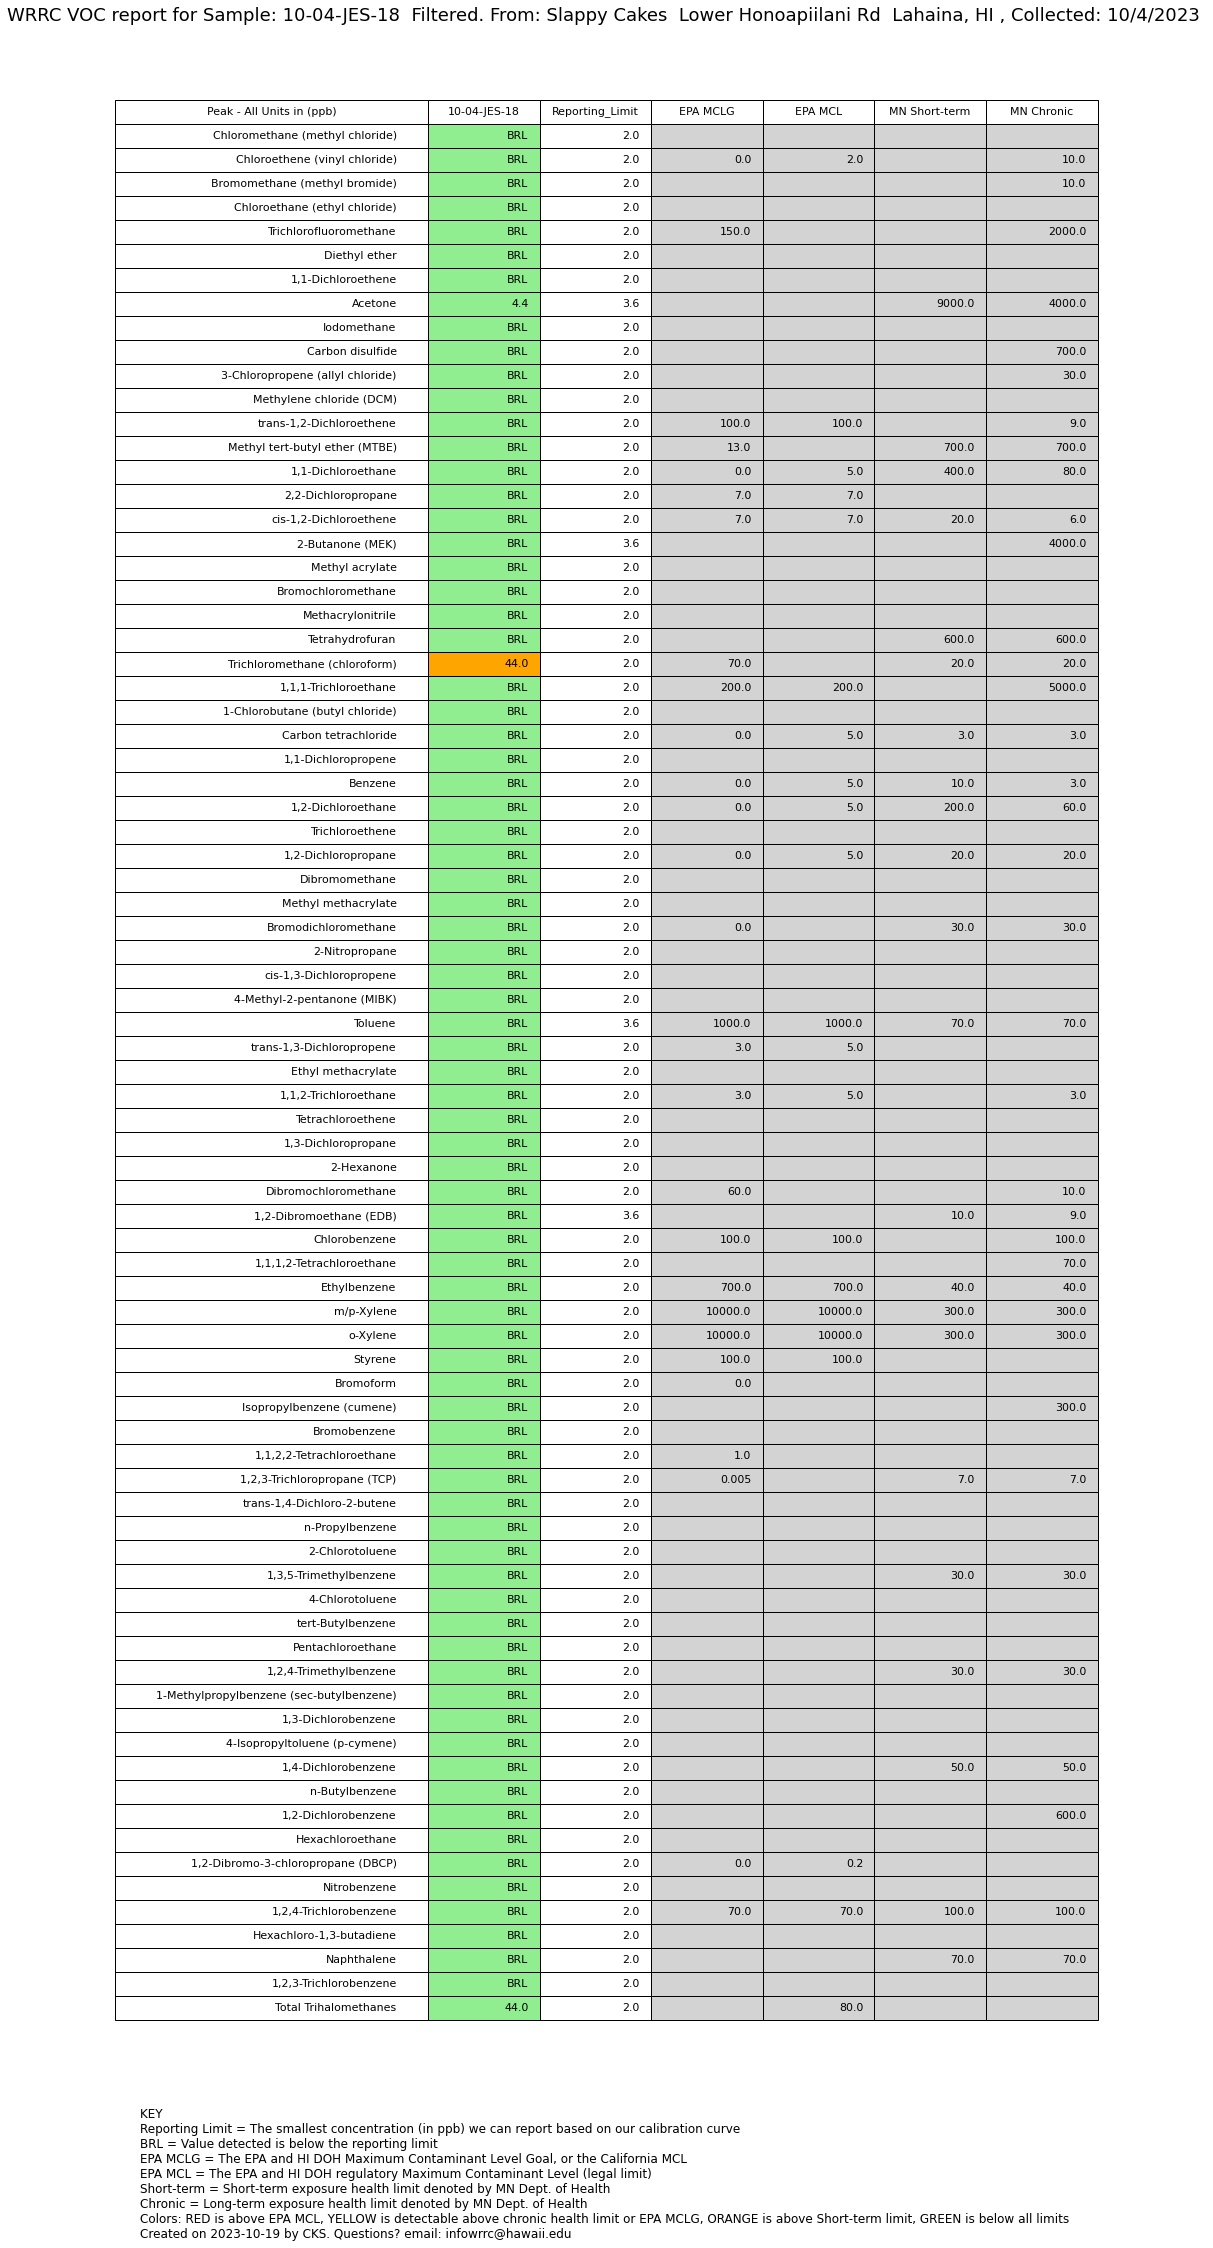 WRRC VOC report for Sample: 10-04-JES-18  Filtered. From: Slappy Cakes  Lower Honoapiilani Rd  Lahaina, HI , Collected: 10/4/2023
Peak - All Units in (ppb) 10-04-JES-18 Reporting_Limit EPA MCLG EPA MCL MN Short-term MN Chronic
Chloromethane (methyl chloride) BRL 2.0
Chloroethene (vinyl chloride) BRL 2.0 0.0 2.0 10.0
Bromomethane (methyl bromide) BRL 2.0 10.0
Chloroethane (ethyl chloride) BRL 2.0
Trichlorofluoromethane BRL 2.0 150.0 2000.0
Diethyl ether BRL 2.0
1,1-Dichloroethene BRL 2.0
Acetone 4.4 3.6 9000.0 4000.0
Iodomethane BRL 2.0
Carbon disulfide BRL 2.0 700.0
3-Chloropropene (allyl chloride) BRL 2.0 30.0
Methylene chloride (DCM) BRL 2.0
trans-1,2-Dichloroethene BRL 2.0 100.0 100.0 9.0
Methyl tert-butyl ether (MTBE) BRL 2.0 13.0 700.0 700.0
1,1-Dichloroethane BRL 2.0 0.0 5.0 400.0 80.0
2,2-Dichloropropane BRL 2.0 7.0 7.0
cis-1,2-Dichloroethene BRL 2.0 7.0 7.0 20.0 6.0
2-Butanone (MEK) BRL 3.6 4000.0
Methyl acrylate BRL 2.0
Bromochloromethane BRL 2.0
Methacrylonitrile BRL 2.0
Tetrahydrofuran BRL 2.0 600.0 600.0
Trichloromethane (chloroform) 44.0 2.0 70.0 20.0 20.0
1,1,1-Trichloroethane BRL 2.0 200.0 200.0 5000.0
1-Chlorobutane (butyl chloride) BRL 2.0
Carbon tetrachloride BRL 2.0 0.0 5.0 3.0 3.0
1,1-Dichloropropene BRL 2.0
Benzene BRL 2.0 0.0 5.0 10.0 3.0
1,2-Dichloroethane BRL 2.0 0.0 5.0 200.0 60.0
Trichloroethene BRL 2.0
1,2-Dichloropropane BRL 2.0 0.0 5.0 20.0 20.0
Dibromomethane BRL 2.0
Methyl methacrylate BRL 2.0
Bromodichloromethane BRL 2.0 0.0 30.0 30.0
2-Nitropropane BRL 2.0
cis-1,3-Dichloropropene BRL 2.0
4-Methyl-2-pentanone (MIBK) BRL 2.0
Toluene BRL 3.6 1000.0 1000.0 70.0 70.0
trans-1,3-Dichloropropene BRL 2.0 3.0 5.0
Ethyl methacrylate BRL 2.0
1,1,2-Trichloroethane BRL 2.0 3.0 5.0 3.0
Tetrachloroethene BRL 2.0
1,3-Dichloropropane BRL 2.0
2-Hexanone BRL 2.0
Dibromochloromethane BRL 2.0 60.0 10.0
1,2-Dibromoethane (EDB) BRL 3.6 10.0 9.0
Chlorobenzene BRL 2.0 100.0 100.0 100.0
1,1,1,2-Tetrachloroethane BRL 2.0 70.0
Ethylbenzene BRL 2.0 700.0 700.0 40.0 40.0
m/p-Xylene BRL 2.0 10000.0 10000.0 300.0 300.0
o-Xylene BRL 2.0 10000.0 10000.0 300.0 300.0
Styrene BRL 2.0 100.0 100.0
Bromoform BRL 2.0 0.0
Isopropylbenzene (cumene) BRL 2.0 300.0
Bromobenzene BRL 2.0
1,1,2,2-Tetrachloroethane BRL 2.0 1.0
1,2,3-Trichloropropane (TCP) BRL 2.0 0.005 7.0 7.0
trans-1,4-Dichloro-2-butene BRL 2.0
n-Propylbenzene BRL 2.0
2-Chlorotoluene BRL 2.0
1,3,5-Trimethylbenzene BRL 2.0 30.0 30.0
4-Chlorotoluene BRL 2.0
tert-Butylbenzene BRL 2.0
Pentachloroethane BRL 2.0
1,2,4-Trimethylbenzene BRL 2.0 30.0 30.0
1-Methylpropylbenzene (sec-butylbenzene) BRL 2.0
1,3-Dichlorobenzene BRL 2.0
4-Isopropyltoluene (p-cymene) BRL 2.0
1,4-Dichlorobenzene BRL 2.0 50.0 50.0
n-Butylbenzene BRL 2.0
1,2-Dichlorobenzene BRL 2.0 600.0
Hexachloroethane BRL 2.0
1,2-Dibromo-3-chloropropane (DBCP) BRL 2.0 0.0 0.2
Nitrobenzene BRL 2.0
1,2,4-Trichlorobenzene BRL 2.0 70.0 70.0 100.0 100.0
Hexachloro-1,3-butadiene BRL 2.0
Naphthalene BRL 2.0 70.0 70.0
1,2,3-Trichlorobenzene BRL 2.0
Total Trihalomethanes 44.0 2.0 80.0
KEY
Reporting Limit = The smallest concentration (in ppb) we can report based on our calibration curve
BRL = Value detected is below the reporting limit
EPA MCLG = The EPA and HI DOH Maximum Contaminant Level Goal, or the California MCL
EPA MCL = The EPA and HI DOH regulatory Maximum Contaminant Level (legal limit)
Short-term = Short-term exposure health limit denoted by MN Dept. of Health
Chronic = Long-term exposure health limit denoted by MN Dept. of Health
Colors: RED is above EPA MCL, YELLOW is detectable above chronic health limit or EPA MCLG, ORANGE is above Short-term limit, GREEN is below all limits
Created on 2023-10-19 by CKS. Questions? email: infowrrc@hawaii.edu